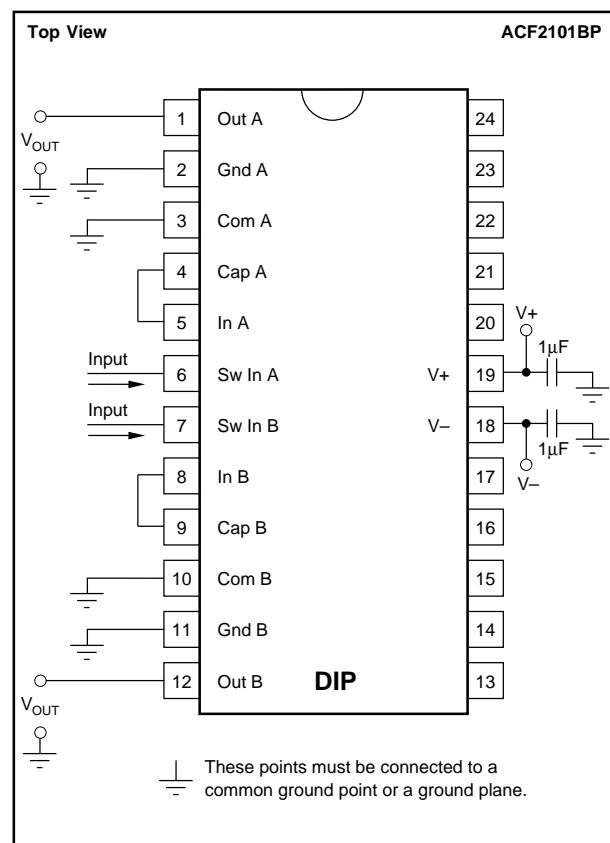 Top View
ACF2101BP
1 Out A 24
V_OUT
2 Gnd A 23
3 Com A 22
4 Cap A 21
5 In A 20
V+
1µF
Input
6 Sw In A V+ 19
Input
7 Sw In B V– 18
1µF
V–
8 In B 17
9 Cap B 16
10 Com B 15
11 Gnd B 14
12 Out B DIP 13
V_OUT
These points must be connected to a
common ground point or a ground plane.